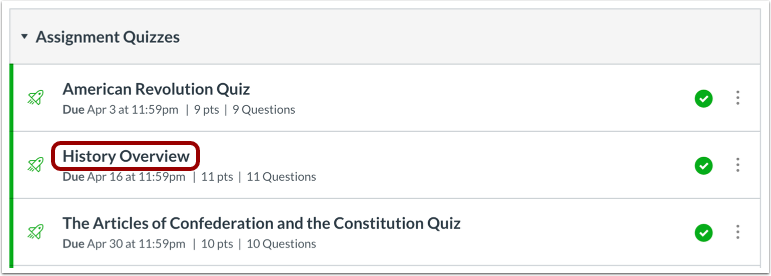 Assignment Quizzes
American Revolution Quiz
Due Apr 3 at 11:59pm | 9 pts | 9 Questions
History Overview
Due Apr 16 at 11:59pm | 11 pts | 11 Questions
The Articles of Confederation and the Constitution Quiz
Due Apr 30 at 11:59pm | 10 pts | 10 Questions